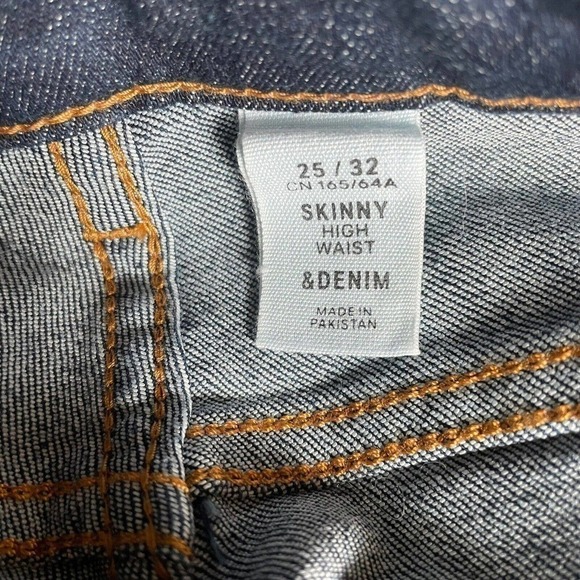 25 / 32
CN 165/64A
SKINNY
HIGH
WAIST
&DENIM
MADE IN
PAKISTAN